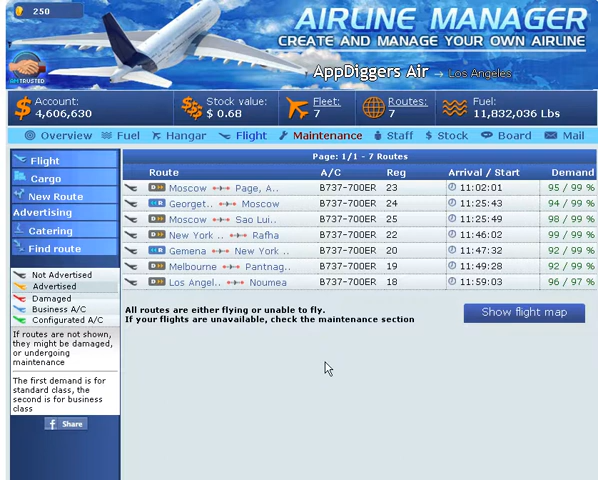 250
AIRLINE MANAGER
CREATE AND MANAGE YOUR OWN AIRLINE
AM TRUSTED
AppDiggers Air → Los Angeles
Account: 4,606,630
Stock value: $ 0.68
Fleet: 7
Routes: 7
Fuel: 11,832,036 Lbs
Overview Fuel Hangar Flight Maintenance Staff $ Stock Board Mail
Flight
Cargo
New Route
Advertising
Catering
Find route
Not Advertised
Advertised
Damaged
Business A/C
Configurated A/C
If routes are not shown, 
they might be damaged, 
or undergoing 
maintenance
The first demand is for 
standard class, the 
second is for business 
class
f Share
Page: 1/1 - 7 Routes
Route A/C Reg Arrival / Start Demand
D Moscow Page, A.. B737-700ER 23 11:02:01 95 / 99 %
R Georget.. Moscow B737-700ER 24 11:25:43 94 / 99 %
D Moscow Sao Lui.. B737-700ER 25 11:25:49 98 / 99 %
D New York .. Rafha B737-700ER 22 11:46:02 99 / 99 %
R Gemena New York .. B737-700ER 20 11:47:32 92 / 99 %
D Melbourne Pantnag.. B737-700ER 19 11:49:28 92 / 99 %
D Los Angel.. Noumea B737-700ER 18 11:59:03 96 / 97 %
All routes are either flying or unable to fly.
If your flights are unavailable, check the maintenance section
Show flight map